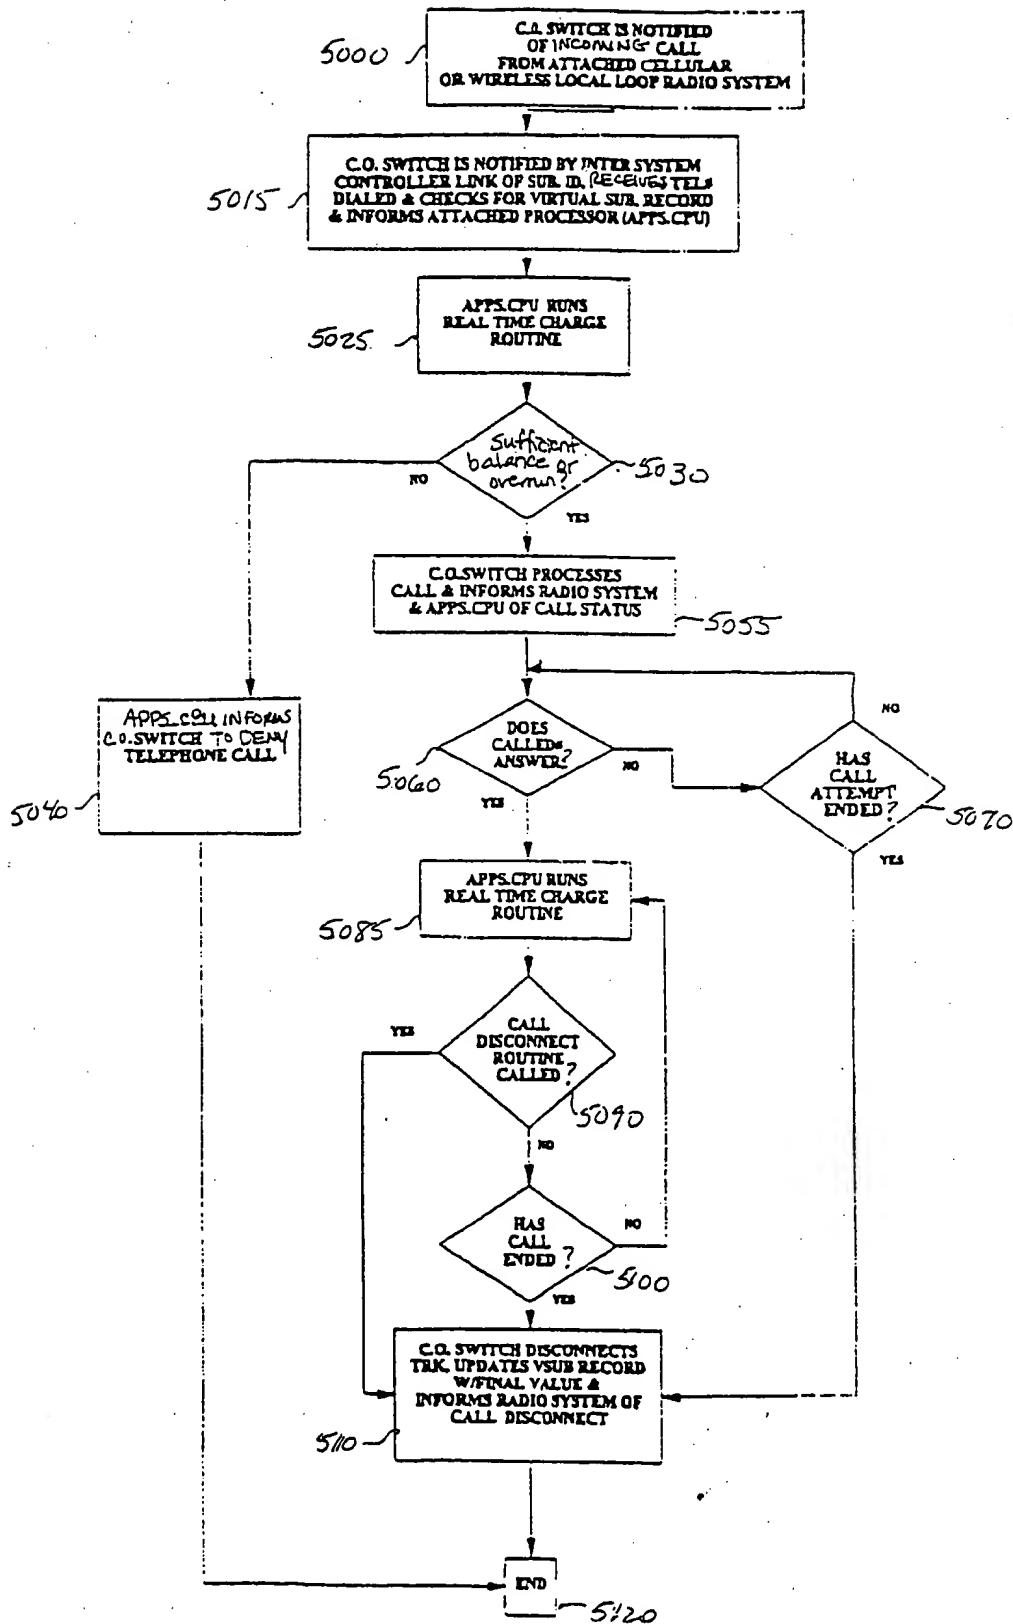 5000
C.O. SWITCH IS NOTIFIED
OF INCOMING CALL
FROM ATTACHED CELLULAR
OR WIRELESS LOCAL LOOP RADIO SYSTEM
5015
C.O. SWITCH IS NOTIFIED BY INTER SYSTEM
CONTROLLER LINK OF SUB. ID, RECEIVES TEL#
DIALED & CHECKS FOR VIRTUAL SUB. RECORD
& INFORMS ATTACHED PROCESSOR (APPS.CPU)
5025
APPS.CPU RUNS
REAL TIME CHARGE
ROUTINE
Sufficient
balance or
overrun?
5030
NO
YES
C.O.SWITCH PROCESSES
CALL & INFORMS RADIO SYSTEM
& APPS.CPU OF CALL STATUS
5055
APPS. INFORMS
C.O.SWITCH TO DENY
TELEPHONE CALL
5040
DOES
CALLED#
ANSWER?
5060
NO
YES
NO
HAS
CALL
ATTEMPT
ENDED?
5070
YES
APPS.CPU RUNS
REAL TIME CHARGE
ROUTINE
5085
YES
CALL
DISCONNECT
ROUTINE
CALLED?
5090
NO
HAS
CALL
ENDED?
NO
5100
YES
C.O. SWITCH DISCONNECTS
TRK, UPDATES VSUB RECORD
W/FINAL VALUE &
INFORMS RADIO SYSTEM OF
CALL DISCONNECT
5110
END
5120